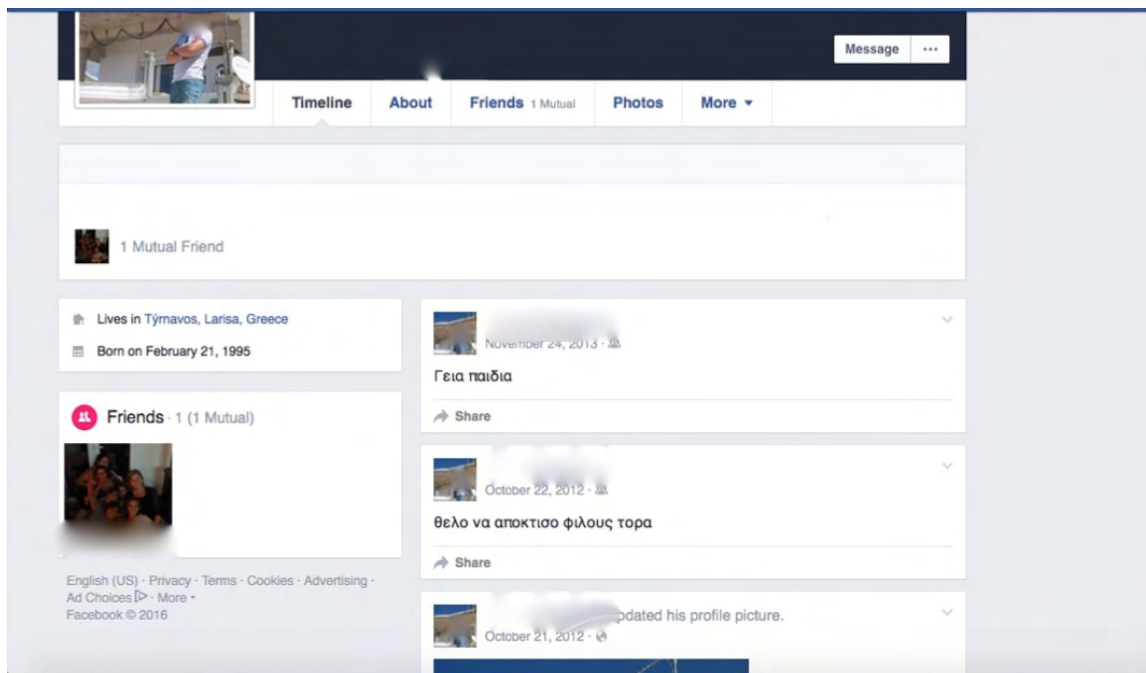 Message ...
Timeline About Friends 1 Mutual Photos More
1 Mutual Friend
Lives in Týrnavos, Larisa, Greece
Born on February 21, 1995
Friends · 1 (1 Mutual)
English (US) · Privacy · Terms · Cookies · Advertising ·
Ad Choices · More
Facebook © 2016
November 24, 2013 ·
Γεια παιδια
Share
October 22, 2012 ·
θελο να αποκτισο φιλους τορα
Share
updated his profile picture.
October 21, 2012 ·